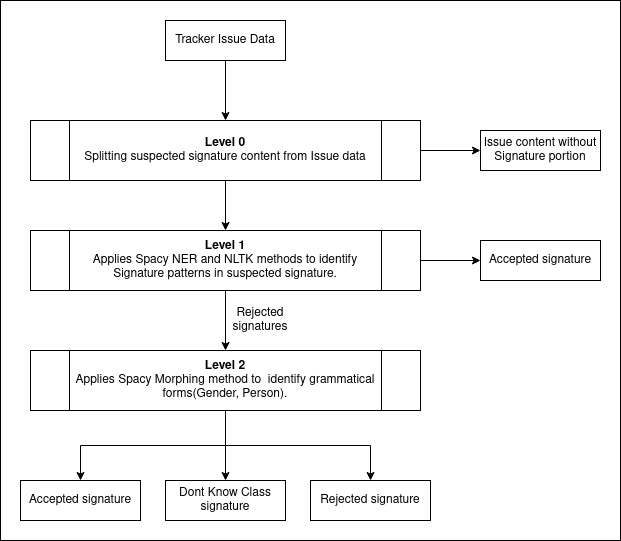 Tracker Issue Data
Level 0
Splitting suspected signature content from Issue data
Issue content without
Signature portion
Level 1
Applies Spacy NER and NLTK methods to identify
Signature patterns in suspected signature.
Accepted signature
Rejected
signatures
Level 2
Applies Spacy Morphing method to identify grammatical
forms(Gender, Person).
Accepted signature
Dont Know Class
signature
Rejected signature